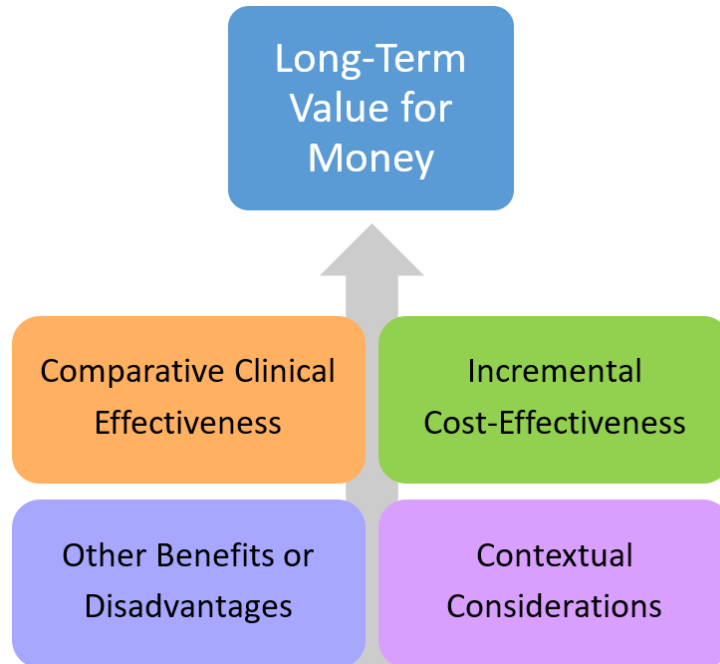 Long-Term
Value for
Money
Comparative Clinical
Effectiveness
Incremental
Cost-Effectiveness
Other Benefits or
Disadvantages
Contextual
Considerations